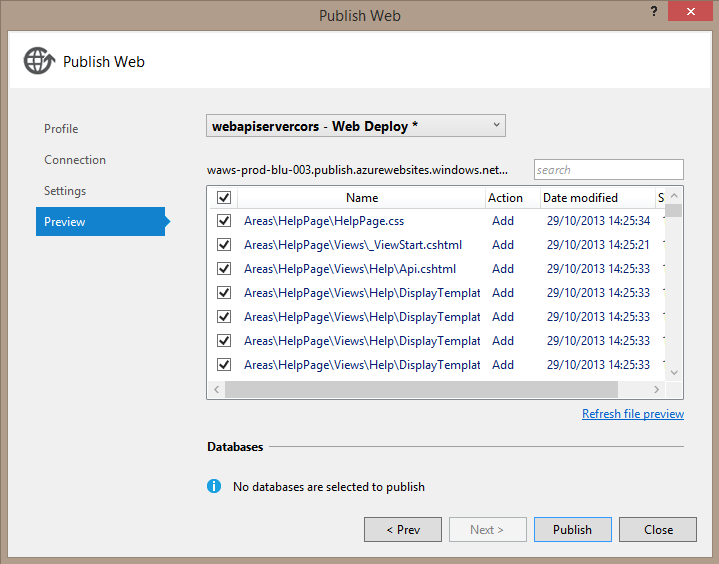 Publish Web
?
Publish Web
Profile
Connection
Settings
Preview
webapiservercors - Web Deploy *
waws-prod-blu-003.publish.azurewebsites.windows.net...
search
Name Action Date modified S
Areas\HelpPage\HelpPage.css Add 29/10/2013 14:25:34
Areas\HelpPage\Views\_ViewStart.cshtml Add 29/10/2013 14:25:21
Areas\HelpPage\Views\Help\Api.cshtml Add 29/10/2013 14:25:33
Areas\HelpPage\Views\Help\DisplayTemplat Add 29/10/2013 14:25:33
Areas\HelpPage\Views\Help\DisplayTemplat Add 29/10/2013 14:25:33
Areas\HelpPage\Views\Help\DisplayTemplat Add 29/10/2013 14:25:33
Areas\HelpPage\Views\Help\DisplayTemplat Add 29/10/2013 14:25:33
Refresh file preview
Databases
No databases are selected to publish
< Prev Next > Publish Close